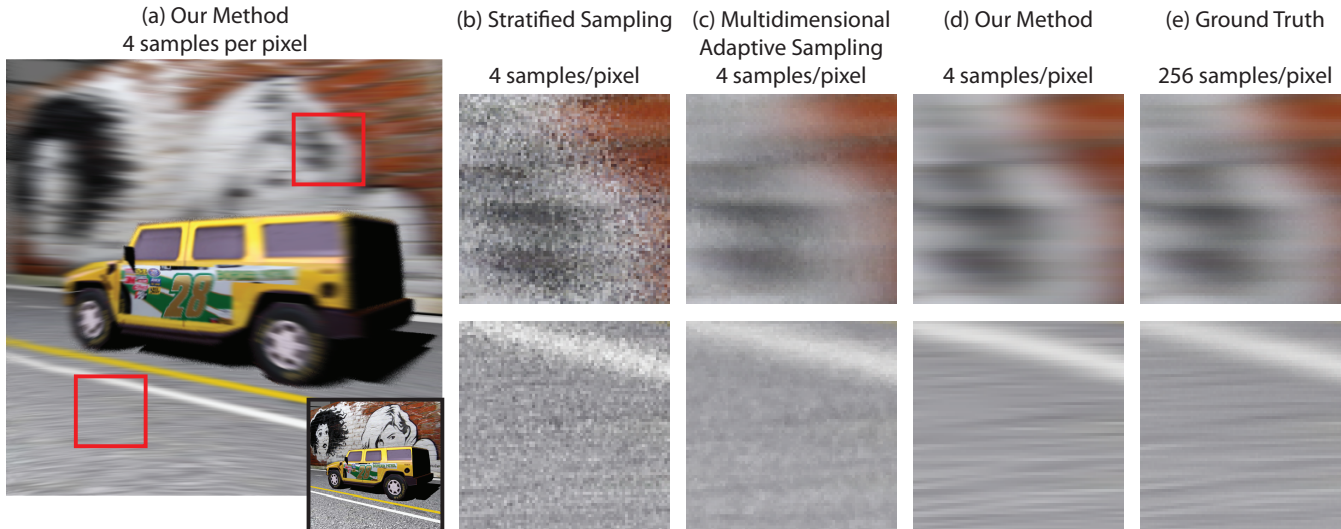 (a) Our Method
4 samples per pixel
(b) Stratified Sampling
4 samples/pixel
(c) Multidimensional
Adaptive Sampling
4 samples/pixel
(d) Our Method
4 samples/pixel
(e) Ground Truth
256 samples/pixel
28